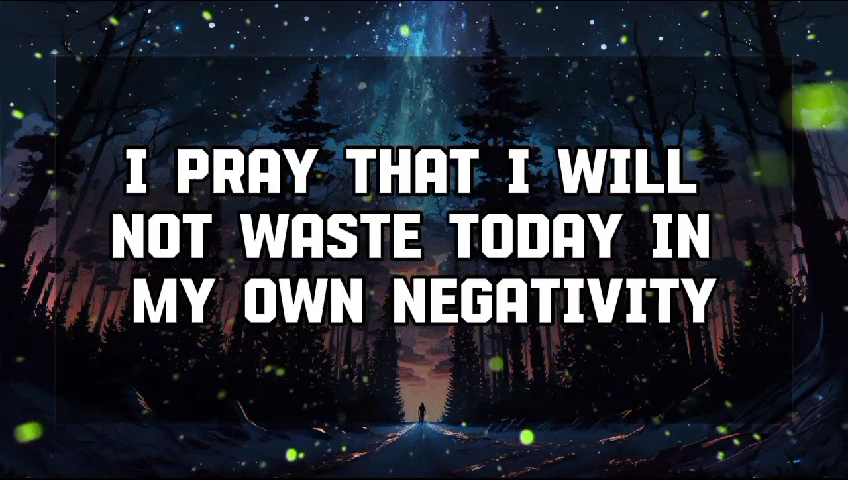 I PRAY THAT I WILL
NOT WASTE TODAY IN
MY OWN NEGATIVITY